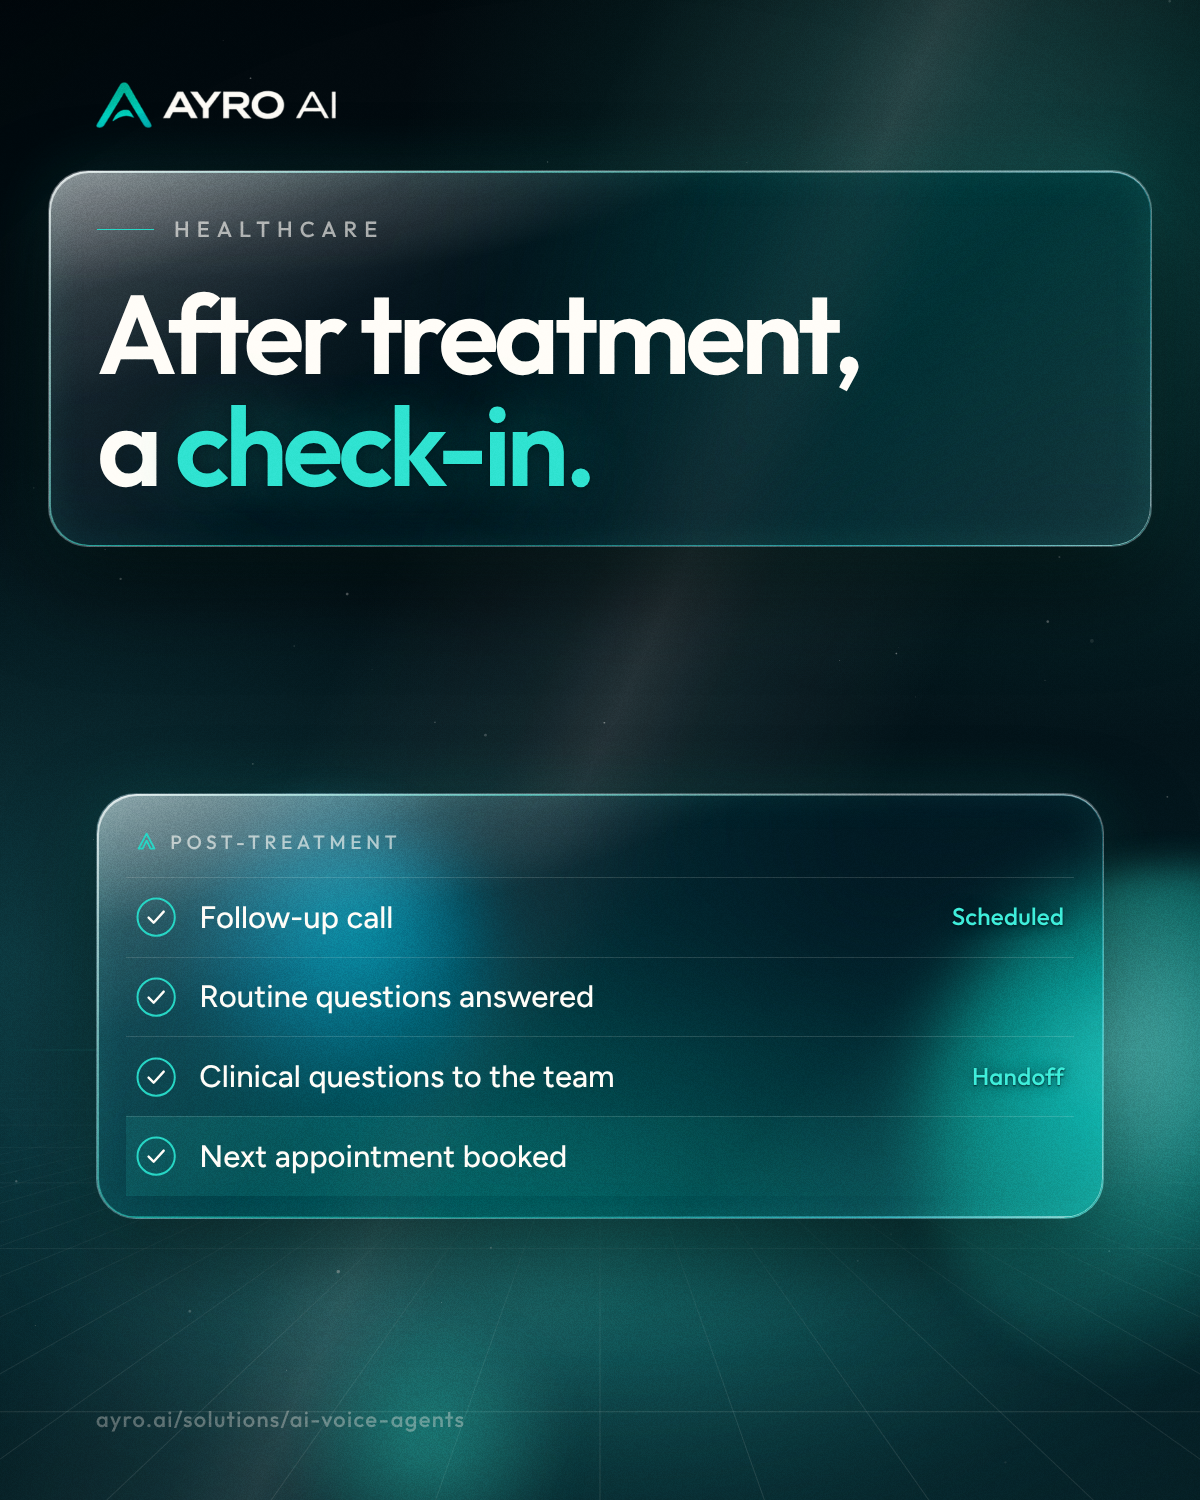 AYRO AI
HEALTHCARE
After treatment,
a check-in.
POST-TREATMENT
Follow-up call
Scheduled
Routine questions answered
Clinical questions to the team
Handoff
Next appointment booked
ayro.ai/solutions/ai-voice-agents